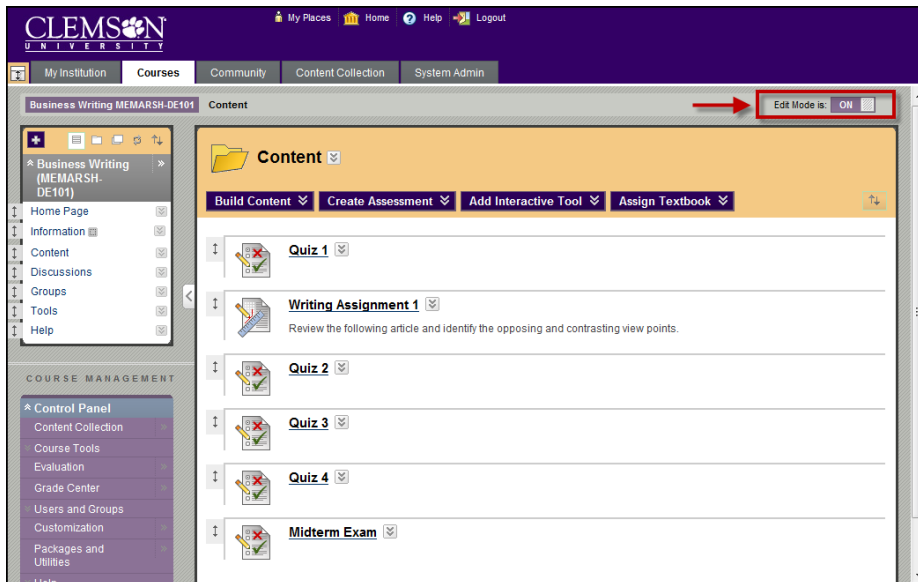 CLEMSON
UNIVERSITY
My Places Home Help Logout
My Institution Courses Community Content Collection System Admin
Business Writing MEMARSH-DE101 Content
Edit Mode is: ON
Business Writing
(MEMARSH-
DE101)
Home Page
Information
Content
Discussions
Groups
Tools
Help
COURSE MANAGEMENT
Control Panel
Content Collection
Course Tools
Evaluation
Grade Center
Users and Groups
Customization
Packages and
Utilities
Help
Content
Build Content Create Assessment Add Interactive Tool Assign Textbook
Quiz 1
Writing Assignment 1
Review the following article and identify the opposing and contrasting view points.
Quiz 2
Quiz 3
Quiz 4
Midterm Exam